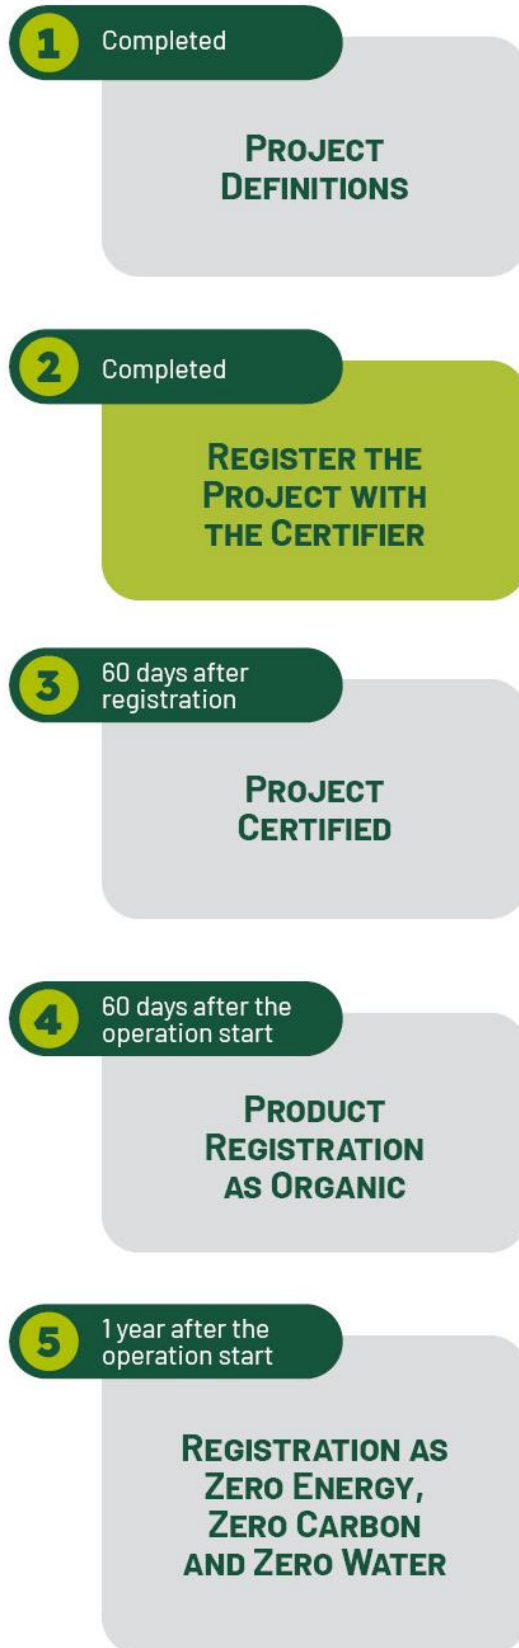 1
Completed
PROJECT
DEFINITIONS
2
Completed
REGISTER THE
PROJECT WITH
THE CERTIFIER
3
60 days after
registration
PROJECT
CERTIFIED
4
60 days after the
operation start
PRODUCT
REGISTRATION
AS ORGANIC
5
1 year after the
operation start
REGISTRATION AS
ZERO ENERGY,
ZERO CARBON
AND ZERO WATER